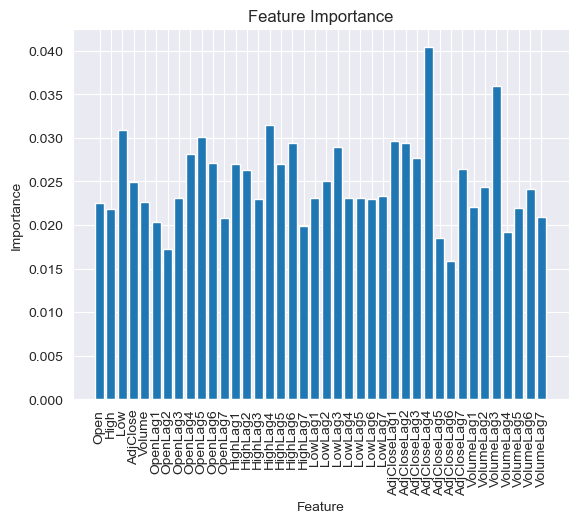 Feature Importance
0.040
0.035
0.030
0.025
0.020
0.015
0.010
0.005
0.000
Importance
Open
High
Low
AdjClose
Volume
OpenLag1
OpenLag2
OpenLag3
OpenLag4
OpenLag5
OpenLag6
OpenLag7
HighLag1
HighLag2
HighLag3
HighLag4
HighLag5
HighLag6
HighLag7
LowLag1
LowLag2
LowLag3
LowLag4
LowLag5
LowLag6
LowLag7
AdjCloseLag1
AdjCloseLag2
AdjCloseLag3
AdjCloseLag4
AdjCloseLag5
AdjCloseLag6
AdjCloseLag7
VolumeLag1
VolumeLag2
VolumeLag3
VolumeLag4
VolumeLag5
VolumeLag6
VolumeLag7
Feature